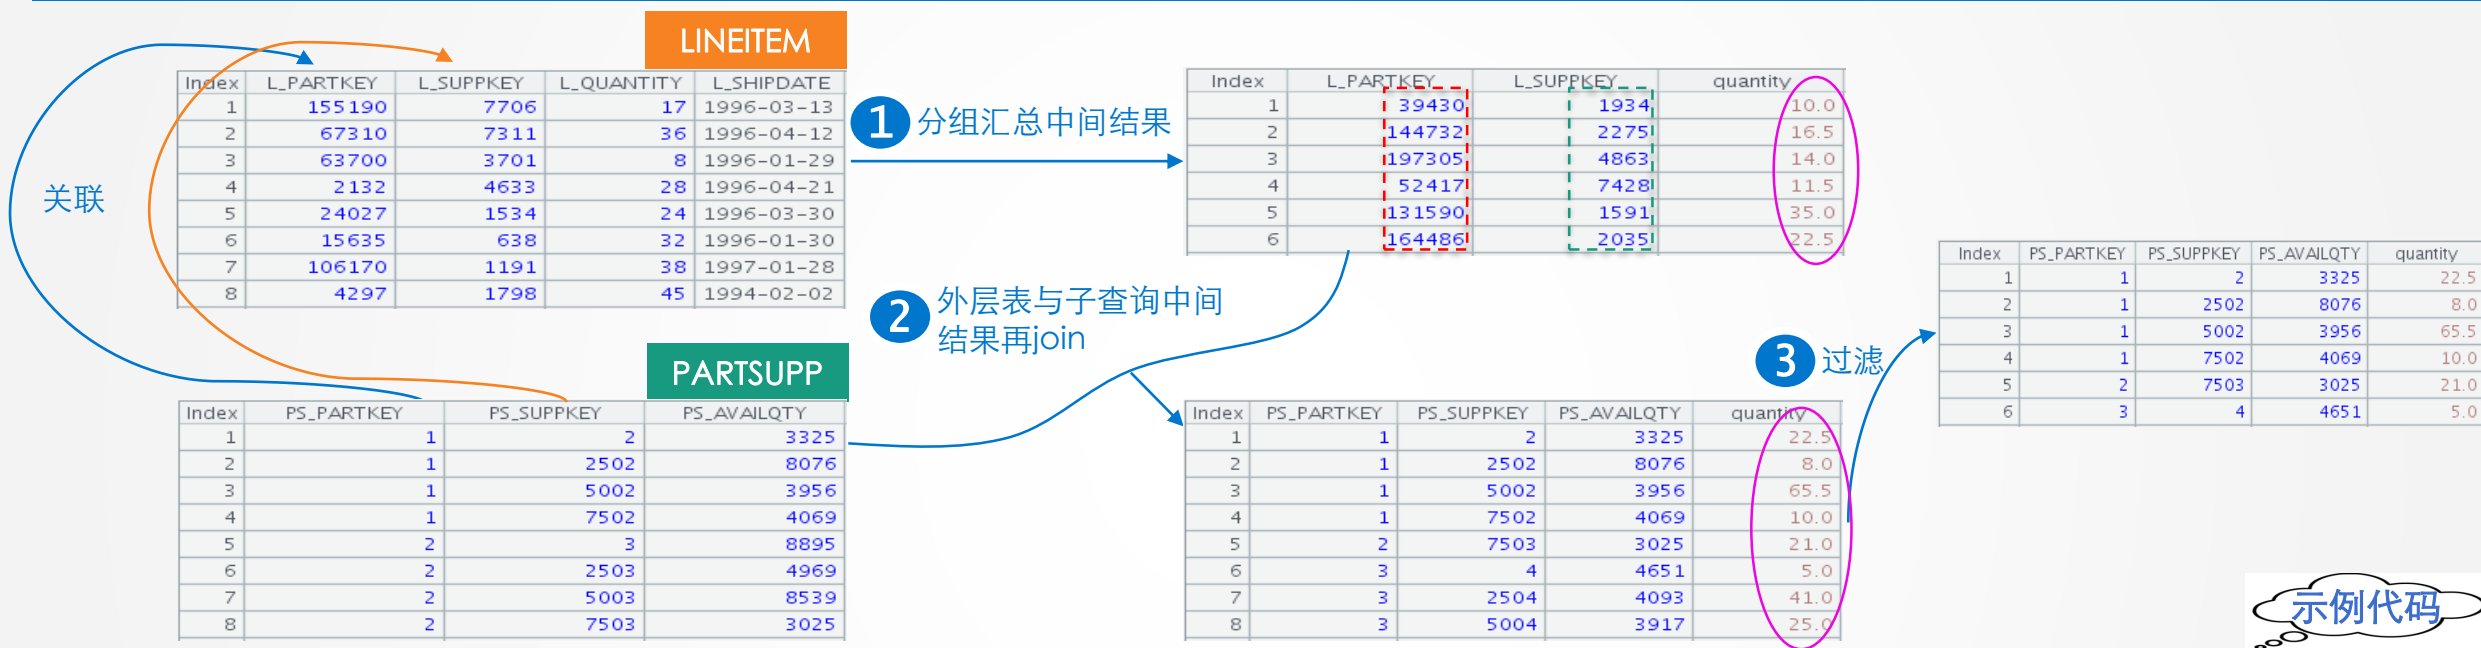 LINEITEM
Index L_PARTKEY L_SUPPKEY L_QUANTITY L_SHIPDATE
1 155190 7706 17 1996-03-13
2 67310 7311 36 1996-04-12
3 63700 3701 8 1996-01-29
4 2132 4633 28 1996-04-21
5 24027 1534 24 1996-03-30
6 15635 638 32 1996-01-30
7 106170 1191 38 1997-01-28
8 4297 1798 45 1994-02-02
关联
1 分组汇总中间结果
Index L_PARTKEY L_SUPPKEY quantity
1 39430 1934 10.0
2 144732 2275 16.5
3 197305 4863 14.0
4 52417 7428 11.5
5 131590 1591 35.0
6 164486 2035 22.5
2 外层表与子查询中间
结果再join
PARTSUPP
Index PS_PARTKEY PS_SUPPKEY PS_AVAILQTY
1 1 2 3325
2 1 2502 8076
3 1 5002 3956
4 1 7502 4069
5 2 3 8895
6 2 2503 4969
7 2 5003 8539
8 2 7503 3025
Index PS_PARTKEY PS_SUPPKEY PS_AVAILQTY quantity
1 1 2 3325 22.5
2 1 2502 8076 8.0
3 1 5002 3956 65.5
4 1 7502 4069 10.0
5 2 7503 3025 21.0
6 3 4 4651 5.0
7 3 2504 4093 41.0
8 3 5004 3917 25.0
3 过滤
Index PS_PARTKEY PS_SUPPKEY PS_AVAILQTY quantity
1 1 2 3325 22.5
2 1 2502 8076 8.0
3 1 5002 3956 65.5
4 1 7502 4069 10.0
5 2 7503 3025 21.0
6 3 4 4651 5.0
示例代码